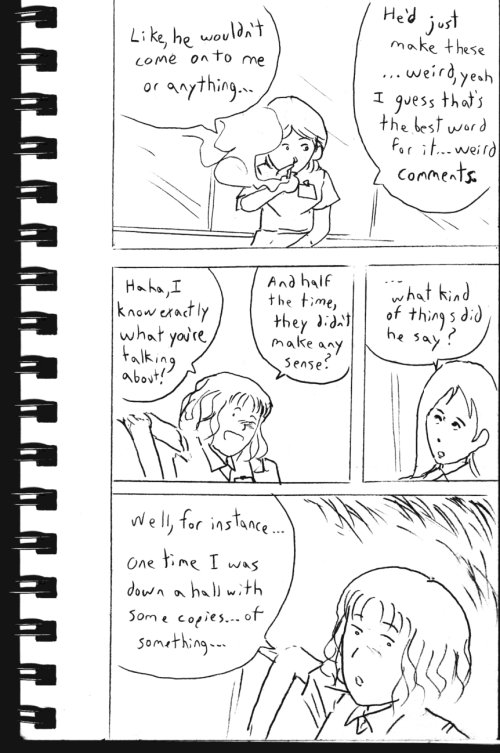 Like, he wouldn't
come onto me
or anything...
He'd just
make these
...weird, yeah
I guess that's
the best word
for it...weird
comments.
Haha, I
know exactly
what you're
talking
about!
And half
the time,
they didn't
make any
sense?
...
what kind
of things did
he say?
Well, for instance...
One time I was
down a hall with
some copies...of
something...